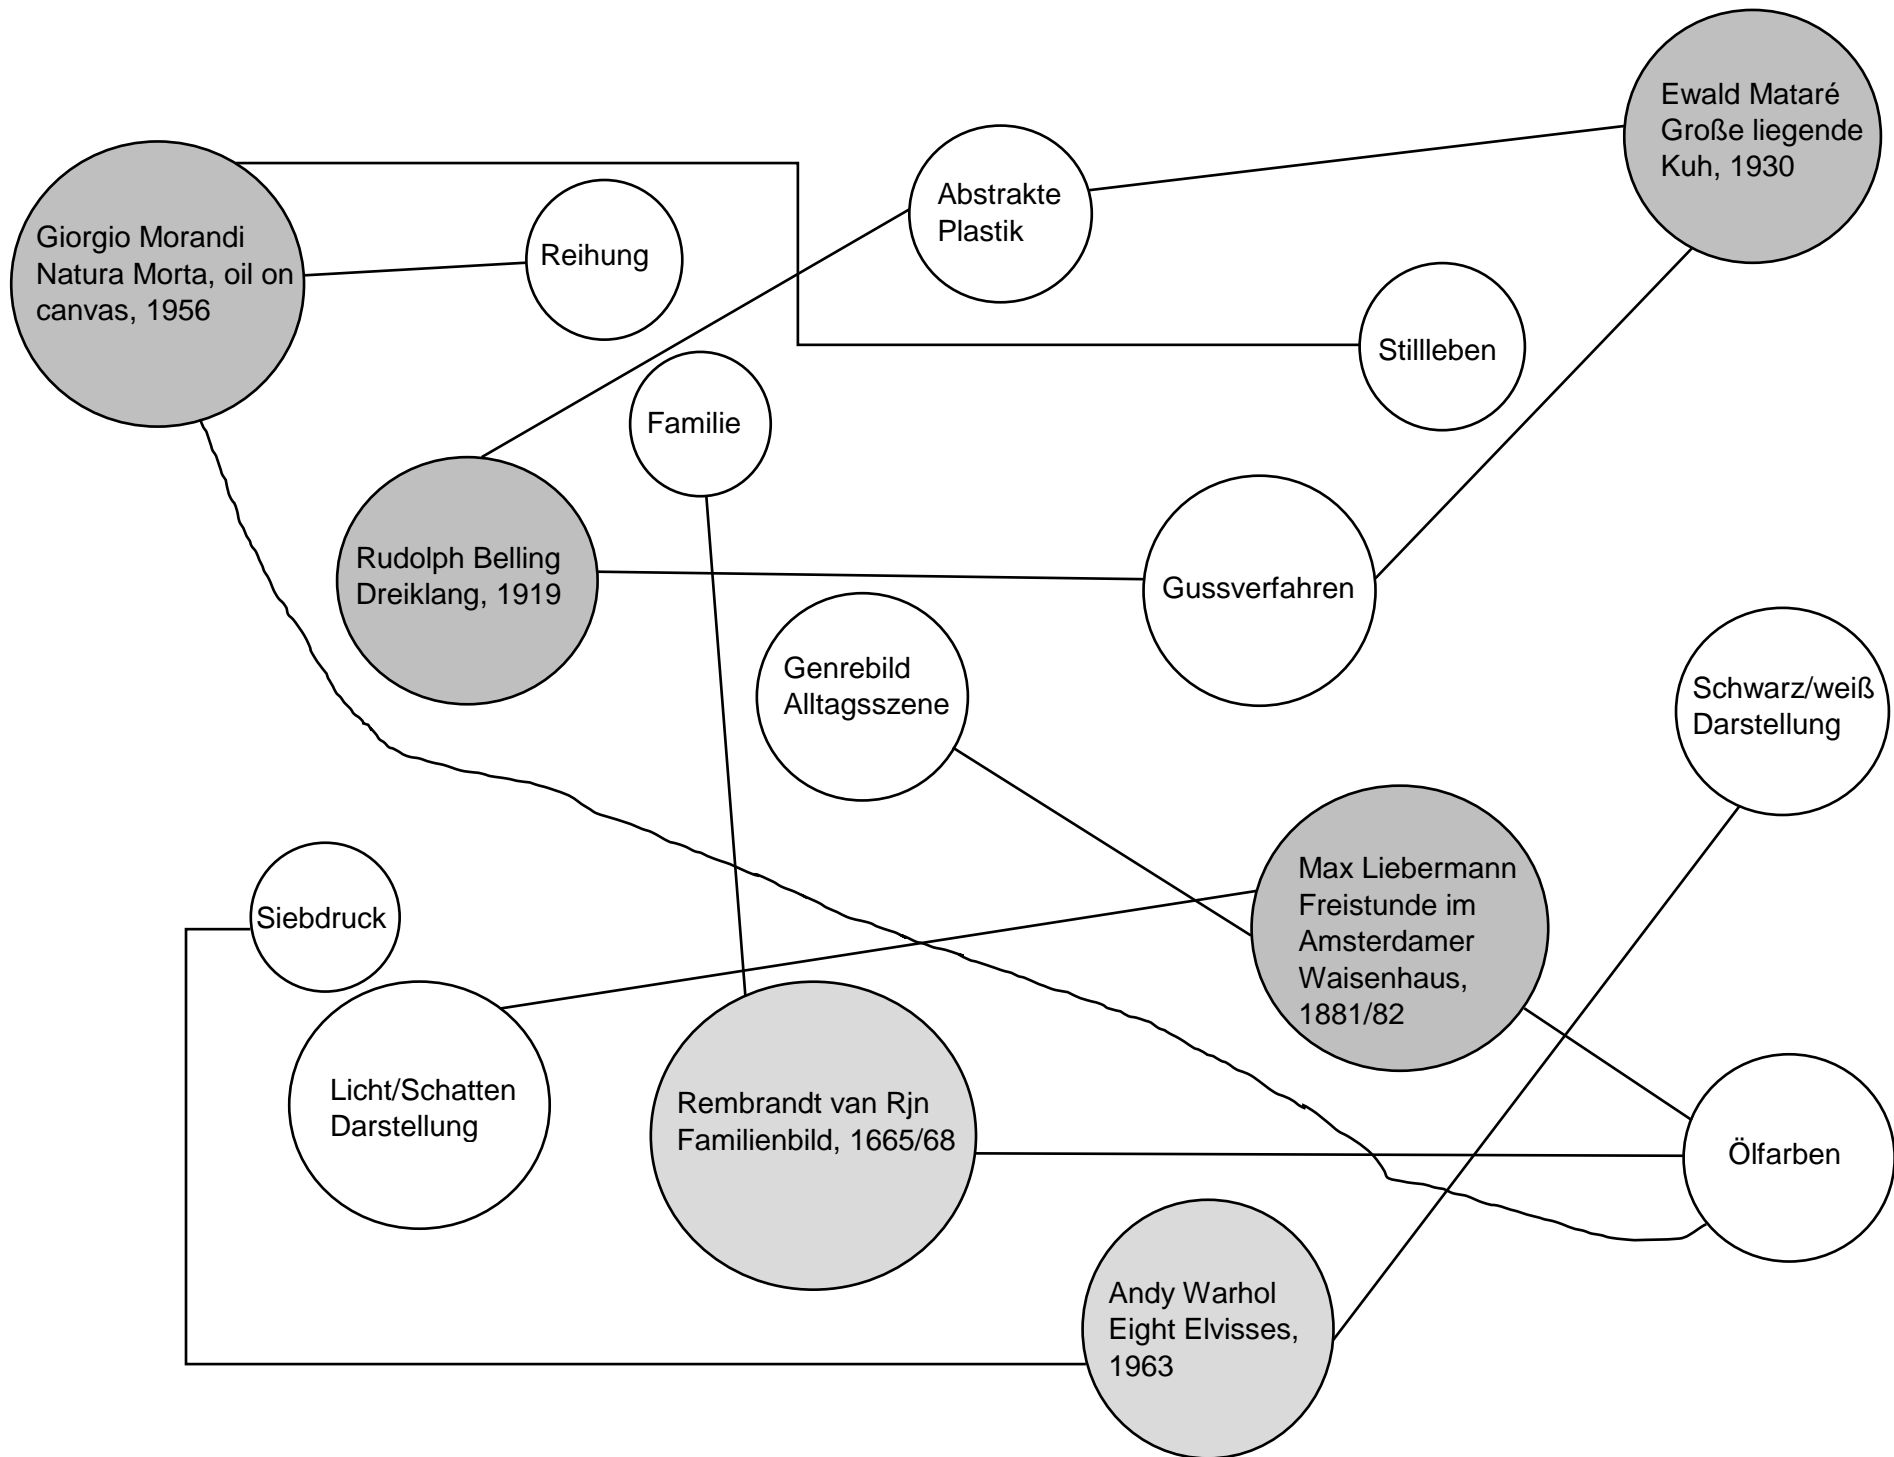 Ewald Mataré
Große liegende
Kuh, 1930
Abstrakte
Plastik
Giorgio Morandi
Natura Morta, oil on
canvas, 1956
Reihung
Stillleben
Familie
Rudolph Belling
Dreiklang, 1919
Gussverfahren
Genrebild
Alltagsszene
Schwarz/weiß
Darstellung
Max Liebermann
Freistunde im
Amsterdamer
Waisenhaus,
1881/82
Siebdruck
Licht/Schatten
Darstellung
Rembrandt van Rjn
Familienbild, 1665/68
Ölfarben
Andy Warhol
Eight Elvisses,
1963